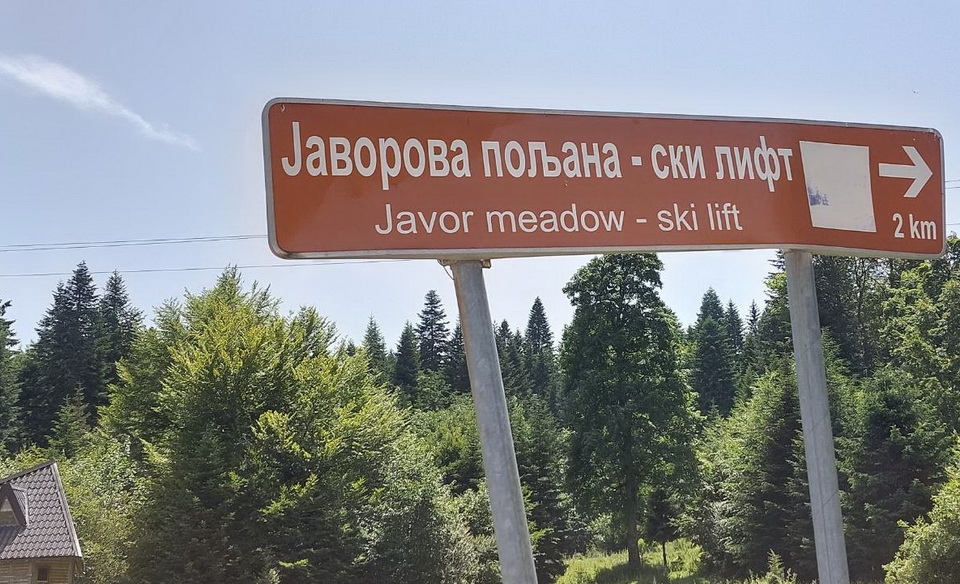 Јаворова пољана - ски лифт
Javor meadow - ski lift
2 km